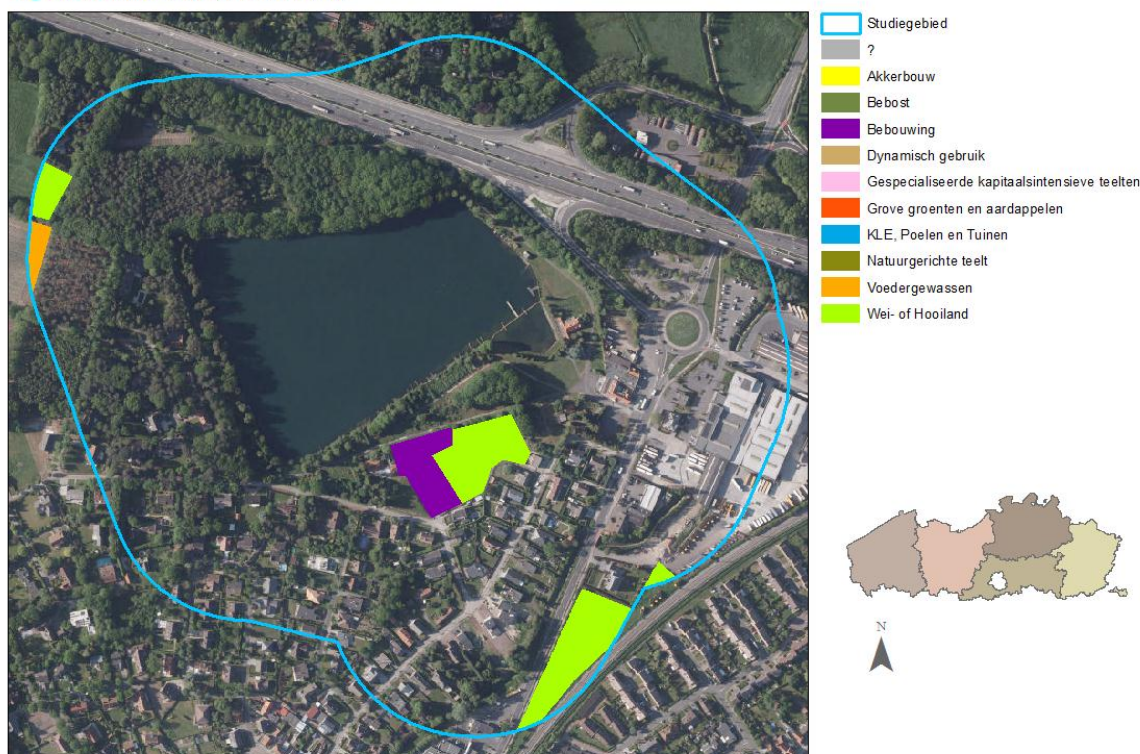 Studiegebied
?
Akkerbouw
Bebost
Bebouwing
Dynamisch gebruik
Gespecialiseerde kapitaalsintensieve teelten
Grove groenten en aardappelen
KLE, Poelen en Tuinen
Natuurgerichte teelt
Voedergewassen
Wei- of Hooiland
N